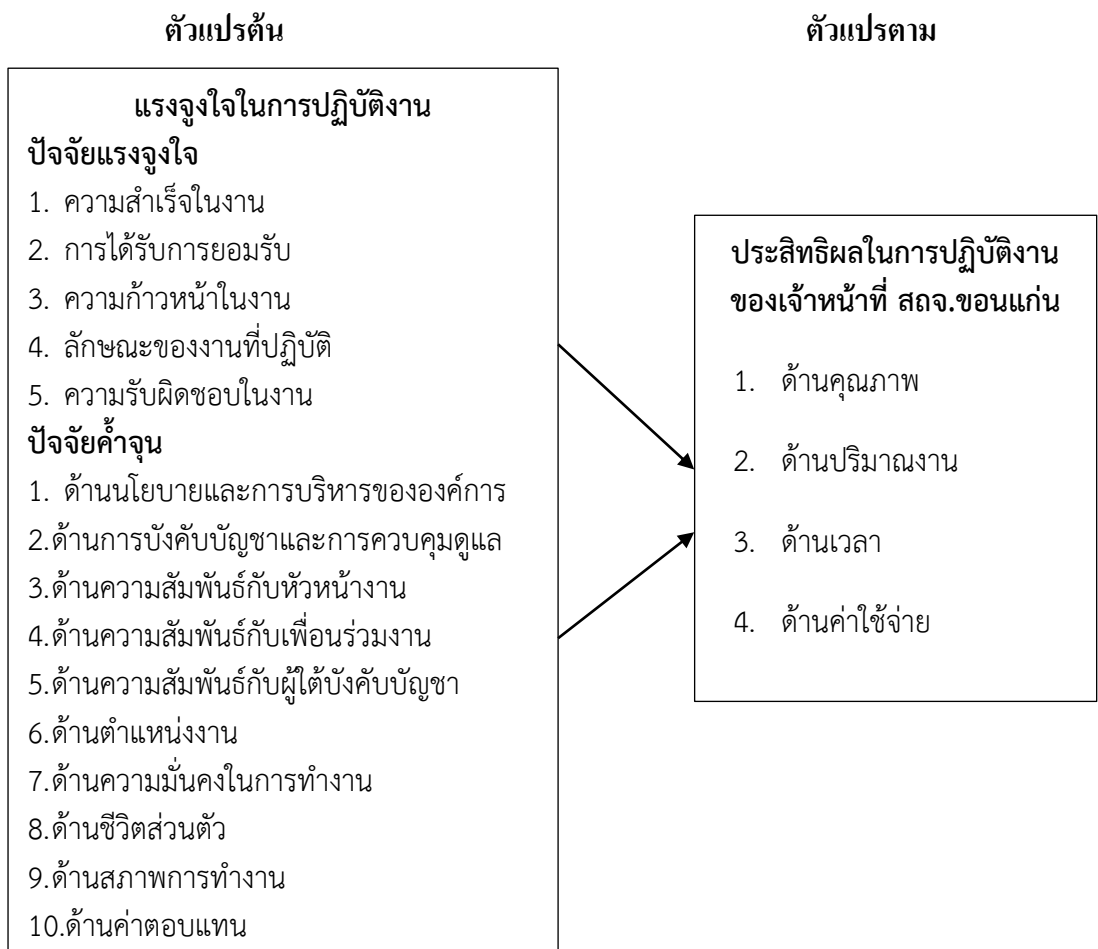 ตัวแปรต้น
ตัวแปรตาม
แรงจูงใจในการปฏิบัติงาน
ปัจจัยแรงจูงใจ
1. ความสำเร็จในงาน
2. การได้รับการยอมรับ
3. ความก้าวหน้าในงาน
4. ลักษณะของงานที่ปฏิบัติ
5. ความรับผิดชอบในงาน
ปัจจัยค้ำจุน
1. ด้านนโยบายและการบริหารขององค์การ
2.ด้านการบังคับบัญชาและการควบคุมดูแล
3.ด้านความสัมพันธ์กับหัวหน้างาน
4.ด้านความสัมพันธ์กับเพื่อนร่วมงาน
5.ด้านความสัมพันธ์กับผู้ใต้บังคับบัญชา
6.ด้านตำแหน่งงาน
7.ด้านความมั่นคงในการทำงาน
8.ด้านชีวิตส่วนตัว
9.ด้านสภาพการทำงาน
10.ด้านค่าตอบแทน
ประสิทธิผลในการปฏิบัติงาน
ของเจ้าหน้าที่ สถจ.ขอนแก่น
1. ด้านคุณภาพ
2. ด้านปริมาณงาน
3. ด้านเวลา
4. ด้านค่าใช้จ่าย